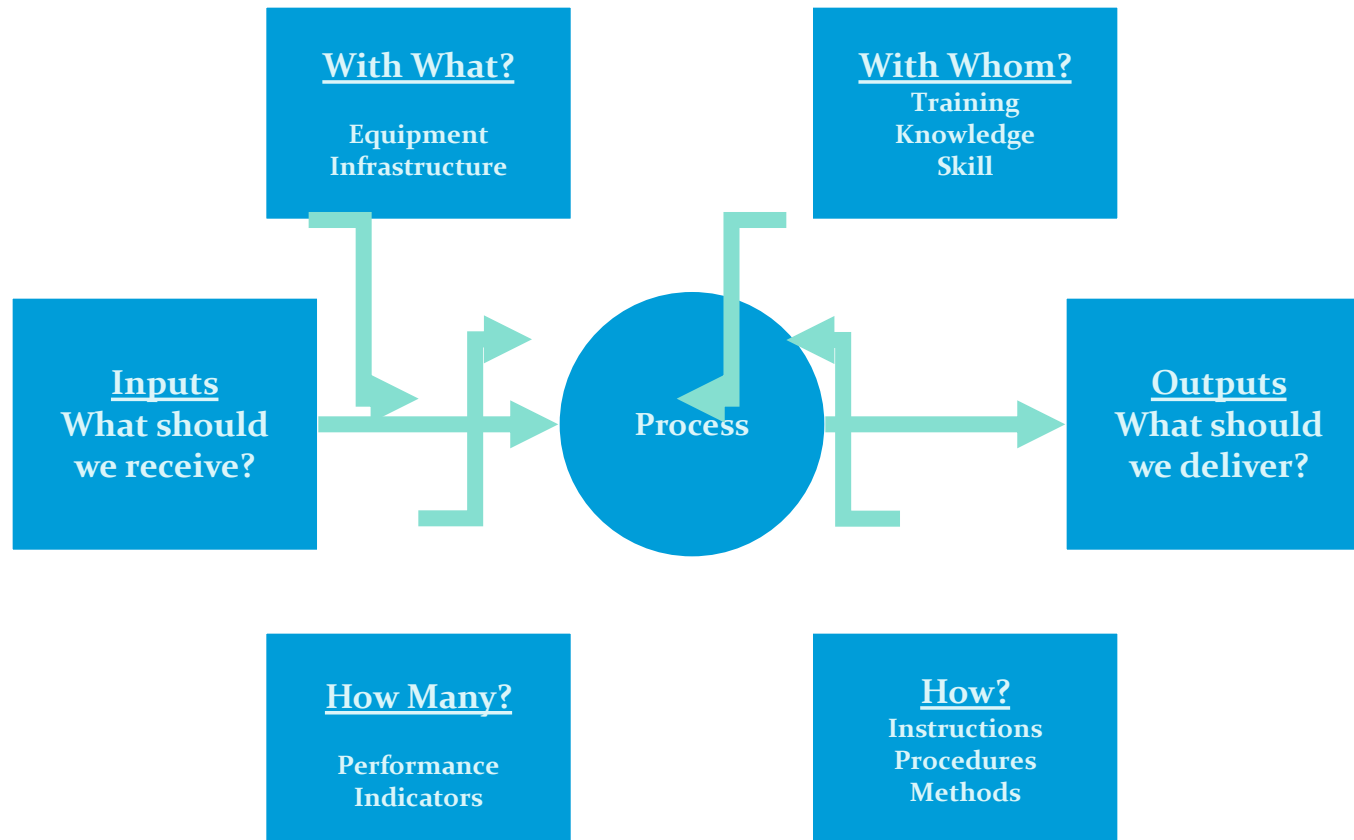 With What?
Equipment
Infrastructure
With Whom?
Training
Knowledge
Skill
Inputs
What should
we receive?
Process
Outputs
What should
we deliver?
How Many?
Performance
Indicators
How?
Instructions
Procedures
Methods